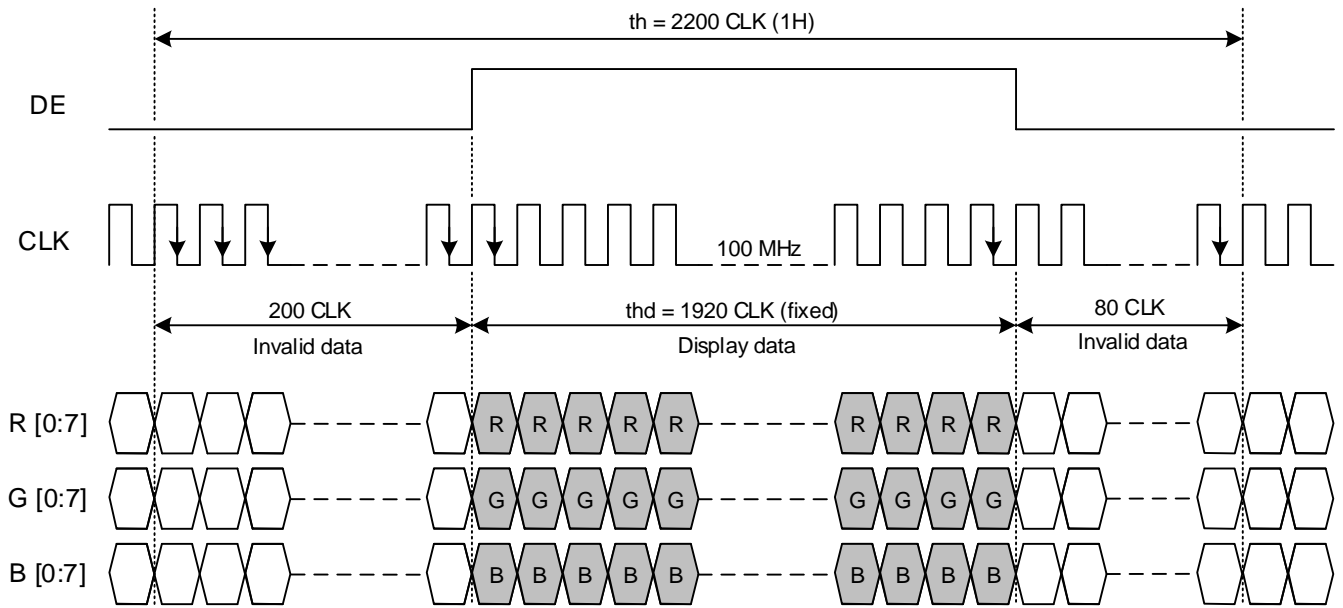 th = 2200 CLK (1H)
DE
CLK
100 MHz
200 CLK
thd = 1920 CLK (fixed)
80 CLK
Invalid data
Display data
Invalid data
R [0:7]
R R R R R R R R R
G [0:7]
G G G G G G G G G
B [0:7]
B B B B B B B B B